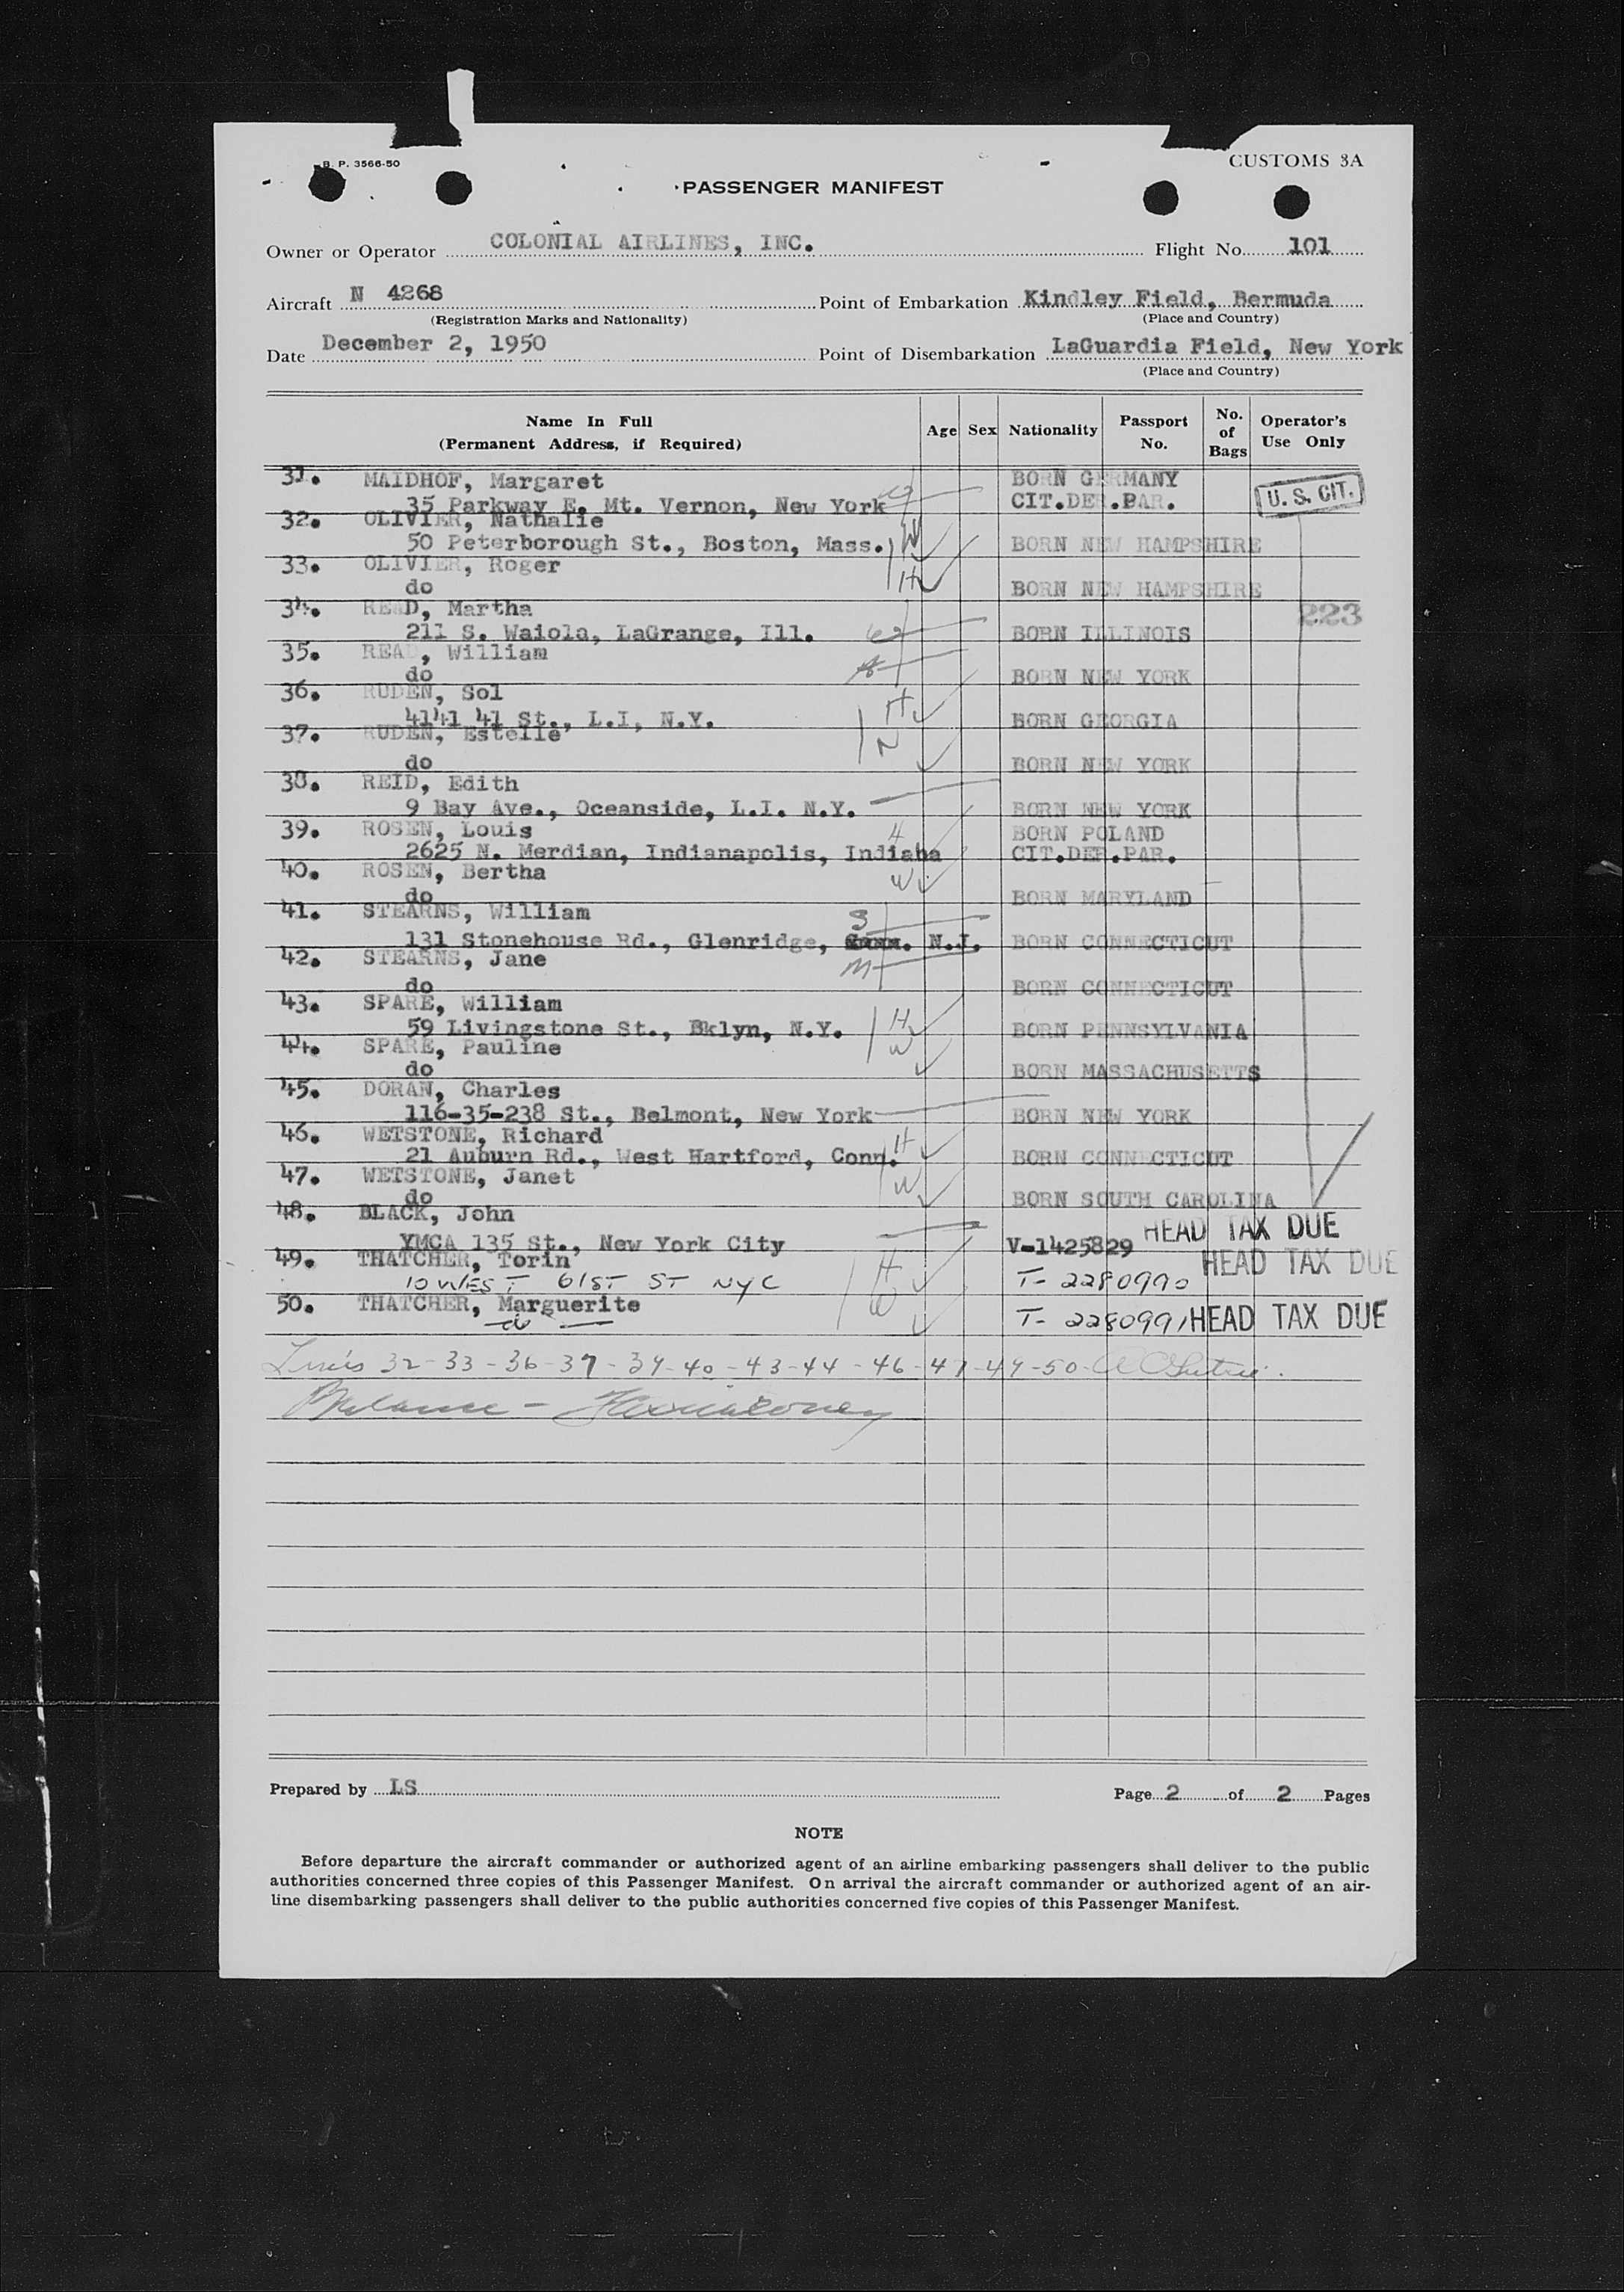 B. P. 3566-50
CUSTOMS 3A
PASSENGER MANIFEST
Owner or Operator COLONIAL AIRLINES, INC. Flight No. 101
Aircraft N 4268 Point of Embarkation Kindley Field, Bermuda
(Registration Marks and Nationality) (Place and Country)
Date December 2, 1950 Point of Disembarkation LaGuardia Field, New York
(Place and Country)
Name In Full (Permanent Address, if Required) Age Sex Nationality Passport No. No. of Bags Operator's Use Only
31. MAIDHOF, Margaret BORN GERMANY
35 Parkway E. Mt. Vernon, New York CIT.DER.PAR. U. S. CIT.
32. OLIVIER, Nathalie
50 Peterborough St., Boston, Mass. W BORN NEW HAMPSHIRE
33. OLIVIER, Roger
do H BORN NEW HAMPSHIRE
34. READ, Martha 223
211 S. Waiola, LaGrange, Ill. BORN ILLINOIS
35. READ, William
do BORN NEW YORK
36. RUDEN, Sol
4141 41 St., L.I, N.Y. H BORN GEORGIA
37. RUDEN, Estelle
do BORN NEW YORK
38. REID, Edith
9 Bay Ave., Oceanside, L.I. N.Y. BORN NEW YORK
39. ROSEN, Louis H BORN POLAND
2625 N. Merdian, Indianapolis, Indiana CIT.DER.PAR.
40. ROSEN, Bertha W
do BORN MARYLAND
41. STEARNS, William S
131 Stonehouse Rd., Glenridge, Conn. N.J. BORN CONNECTICUT
42. STEARNS, Jane M
do BORN CONNECTICUT
43. SPARE, William
59 Livingstone St., Bklyn, N.Y. H BORN PENNSYLVANIA
44. SPARE, Pauline W
do BORN MASSACHUSETTS
45. DORAN, Charles
116-35-238 St., Belmont, New York BORN NEW YORK
46. WETSTONE, Richard H
21 Auburn Rd., West Hartford, Conn. BORN CONNECTICUT
47. WETSTONE, Janet W
do BORN SOUTH CAROLINA
48. BLACK, John
YMCA 135 St., New York City V-1425829 HEAD TAX DUE
49. THATCHER, Torin H HEAD TAX DUE
10 WEST 61ST ST NYC T- 2280990
50. THATCHER, Marguerite W
do T- 2280991 HEAD TAX DUE
32-33-36-37-39-40-43-44-46-47-49-50-
Prepared by LS Page 2 of 2 Pages
NOTE
Before departure the aircraft commander or authorized agent of an airline embarking passengers shall deliver to the public
authorities concerned three copies of this Passenger Manifest. On arrival the aircraft commander or authorized agent of an air-
line disembarking passengers shall deliver to the public authorities concerned five copies of this Passenger Manifest.